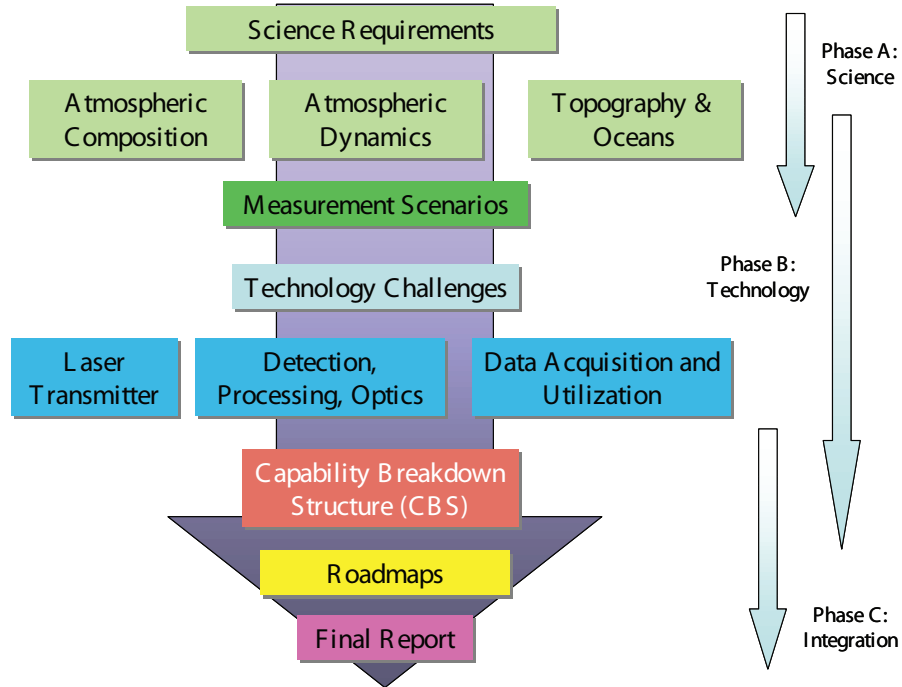 Science Requirements
Phase A:
Science
Atmospheric
Composition
Atmospheric
Dynamics
Topography &
Oceans
Measurement Scenarios
Phase B:
Technology
Technology Challenges
Laser
Transmitter
Detection,
Processing, Optics
Data Acquisition and
Utilization
Capability Breakdown
Structure (CBS)
Roadmaps
Final Report
Phase C:
Integration